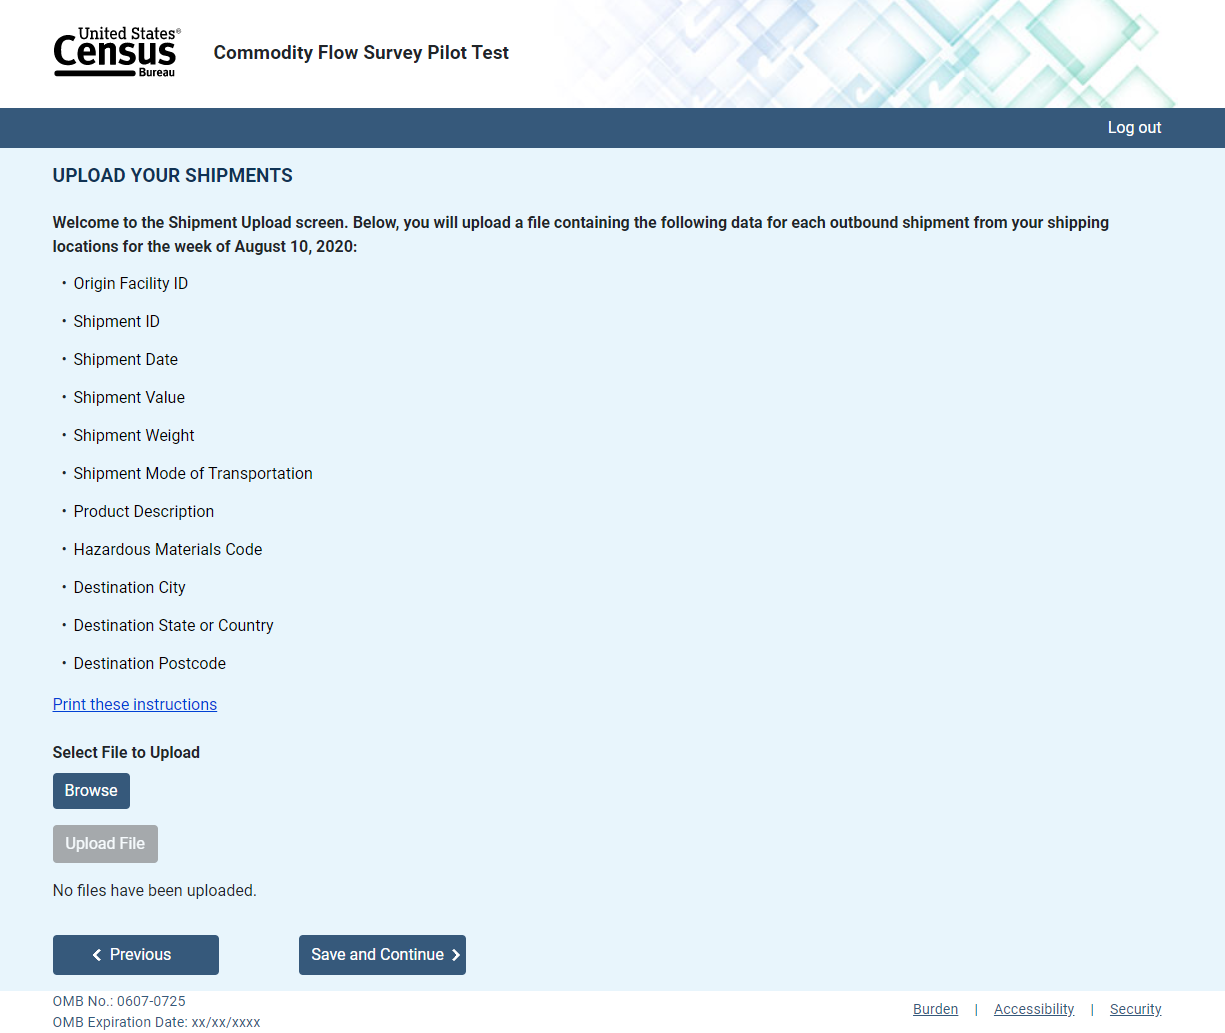 United States®
Census
Bureau
Commodity Flow Survey Pilot Test
Log out
UPLOAD YOUR SHIPMENTS
Welcome to the Shipment Upload screen. Below, you will upload a file containing the following data for each outbound shipment from your shipping
locations for the week of August 10, 2020:
• Origin Facility ID
• Shipment ID
• Shipment Date
• Shipment Value
• Shipment Weight
• Shipment Mode of Transportation
• Product Description
• Hazardous Materials Code
• Destination City
• Destination State or Country
• Destination Postcode
Print these instructions
Select File to Upload
Browse
Upload File
No files have been uploaded.
Previous
Save and Continue
OMB No.: 0607-0725
OMB Expiration Date: xx/xx/xxxx
Burden | Accessibility | Security